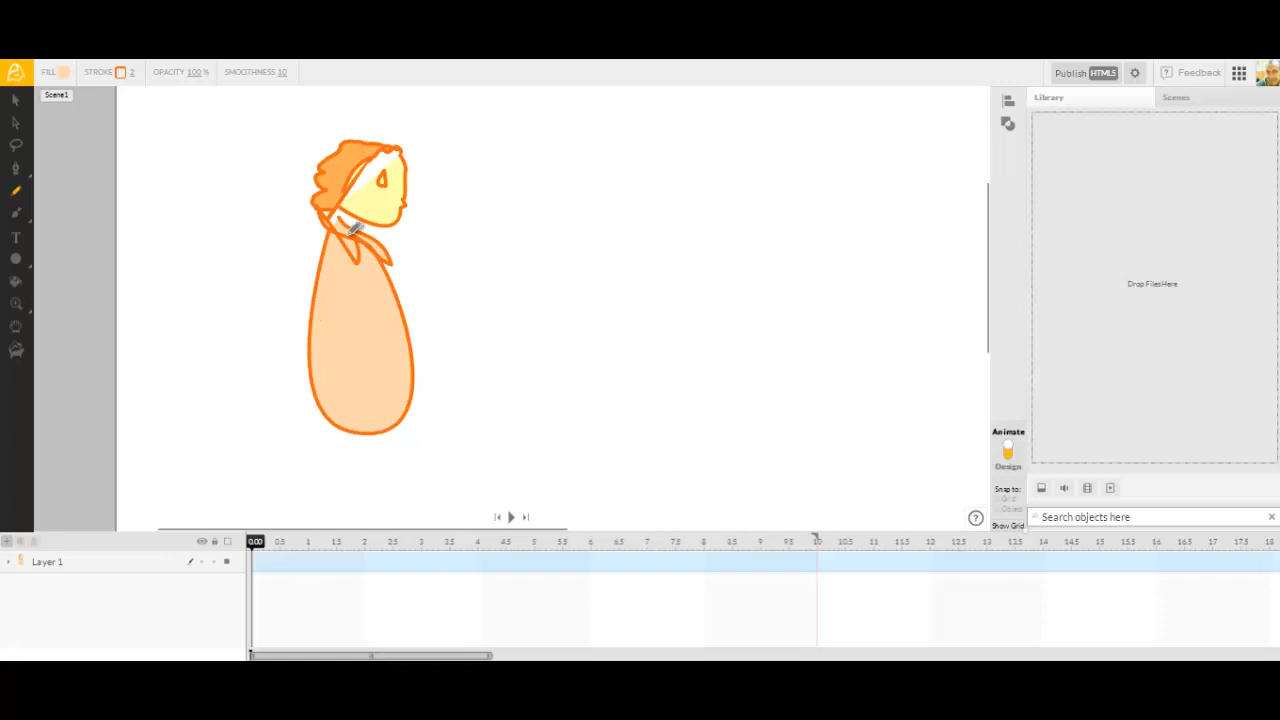 FILL STROKE 2 OPACITY 100 % SMOOTHNESS 10 Publish HTML5 Feedback
Scene1 Library Scenes
T
Drop Files Here
Animate
Design
Snap to:
Grid
Object
Show Grid
Search objects here
0.00 0.5 1 1.5 2 2.5 3 3.5 4 4.5 5 5.5 6 6.5 7 7.5 8 8.5 9 9.5 10 10.5 11 11.5 12 12.5 13 13.5 14 14.5 15 15.5 16 16.5 17 17.5 18
Layer 1